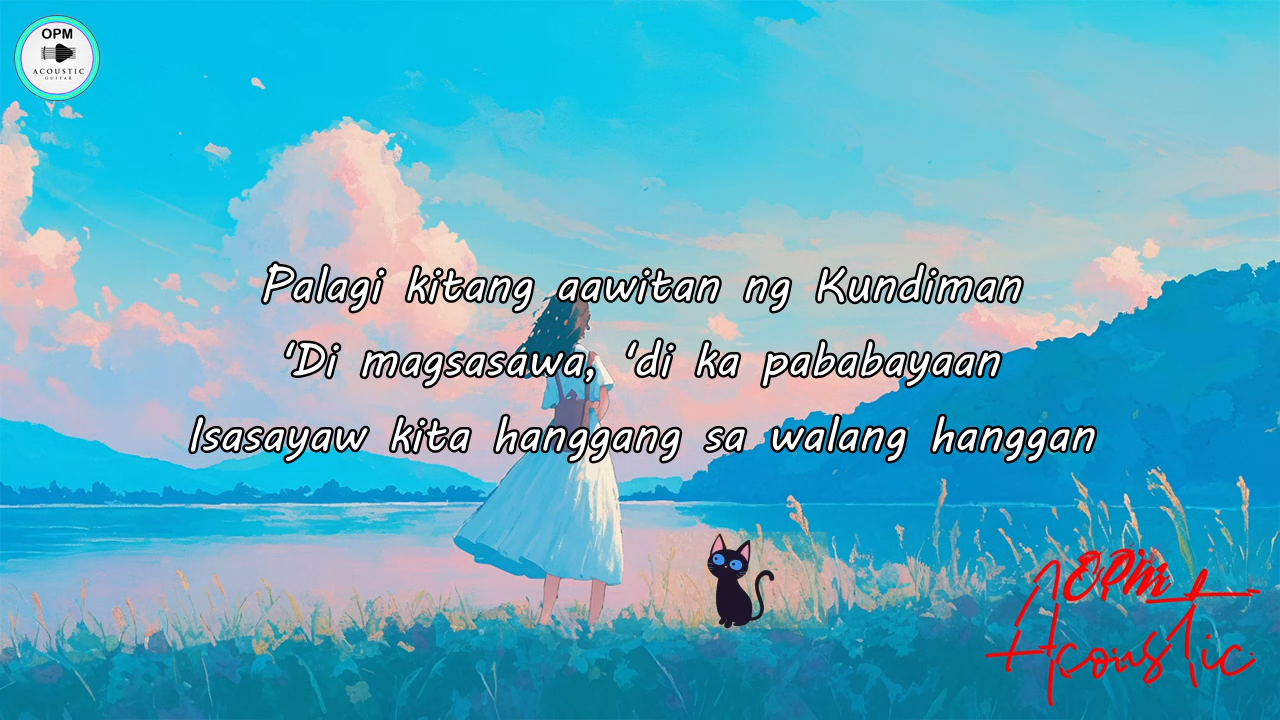 OPM
ACOUSTIC
GUITAR
Palagi kitang aawitan ng Kundiman
'Di magsasawa, 'di ka pababayaan
Isasayaw kita hanggang sa walang hanggan
OPM
Acoustic